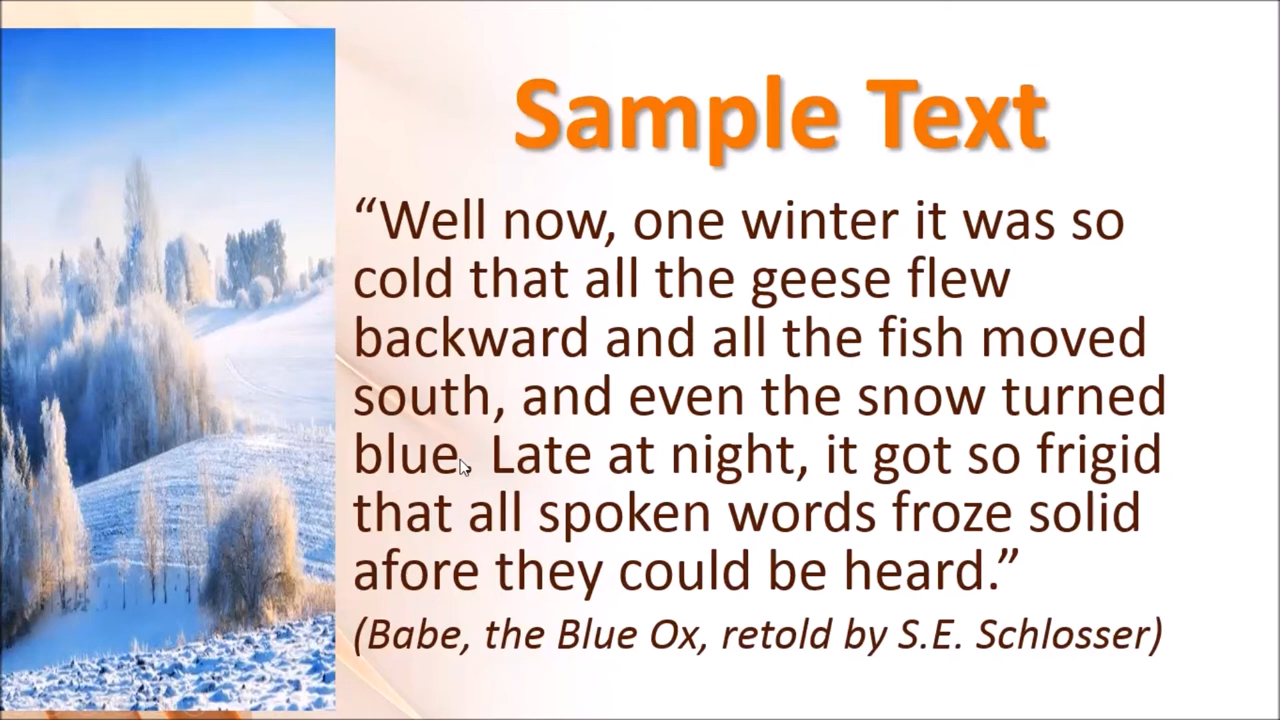 Sample Text
“Well now, one winter it was so
cold that all the geese flew
backward and all the fish moved
south, and even the snow turned
blue. Late at night, it got so frigid
that all spoken words froze solid
afore they could be heard.”
(Babe, the Blue Ox, retold by S.E. Schlosser)